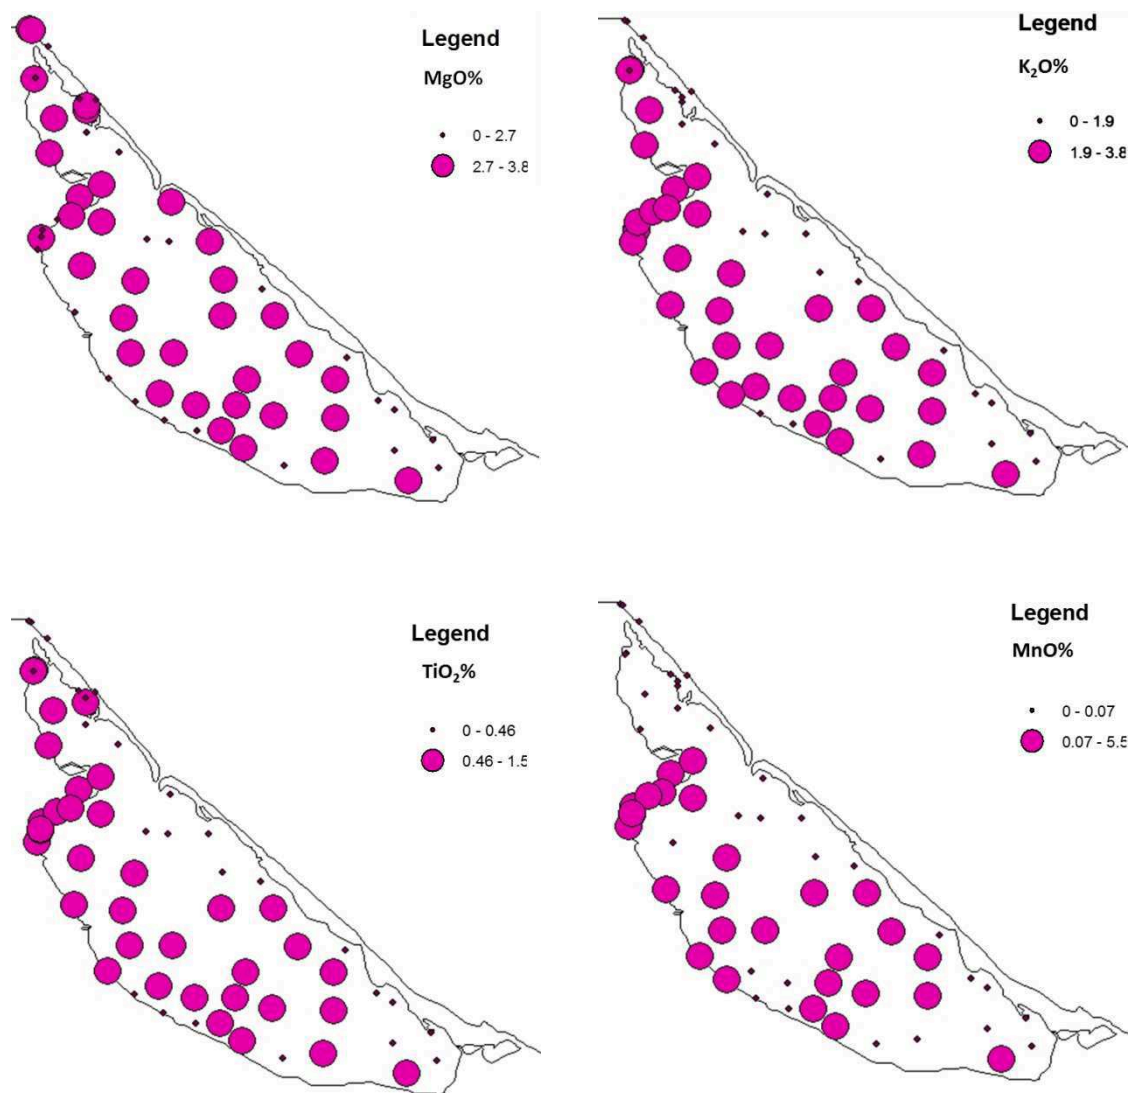 Legend
MgO%
0 - 2.7
2.7 - 3.8
Legend
K₂O%
0 - 1.9
1.9 - 3.8
Legend
TiO₂%
0 - 0.46
0.46 - 1.5
Legend
MnO%
0 - 0.07
0.07 - 5.5